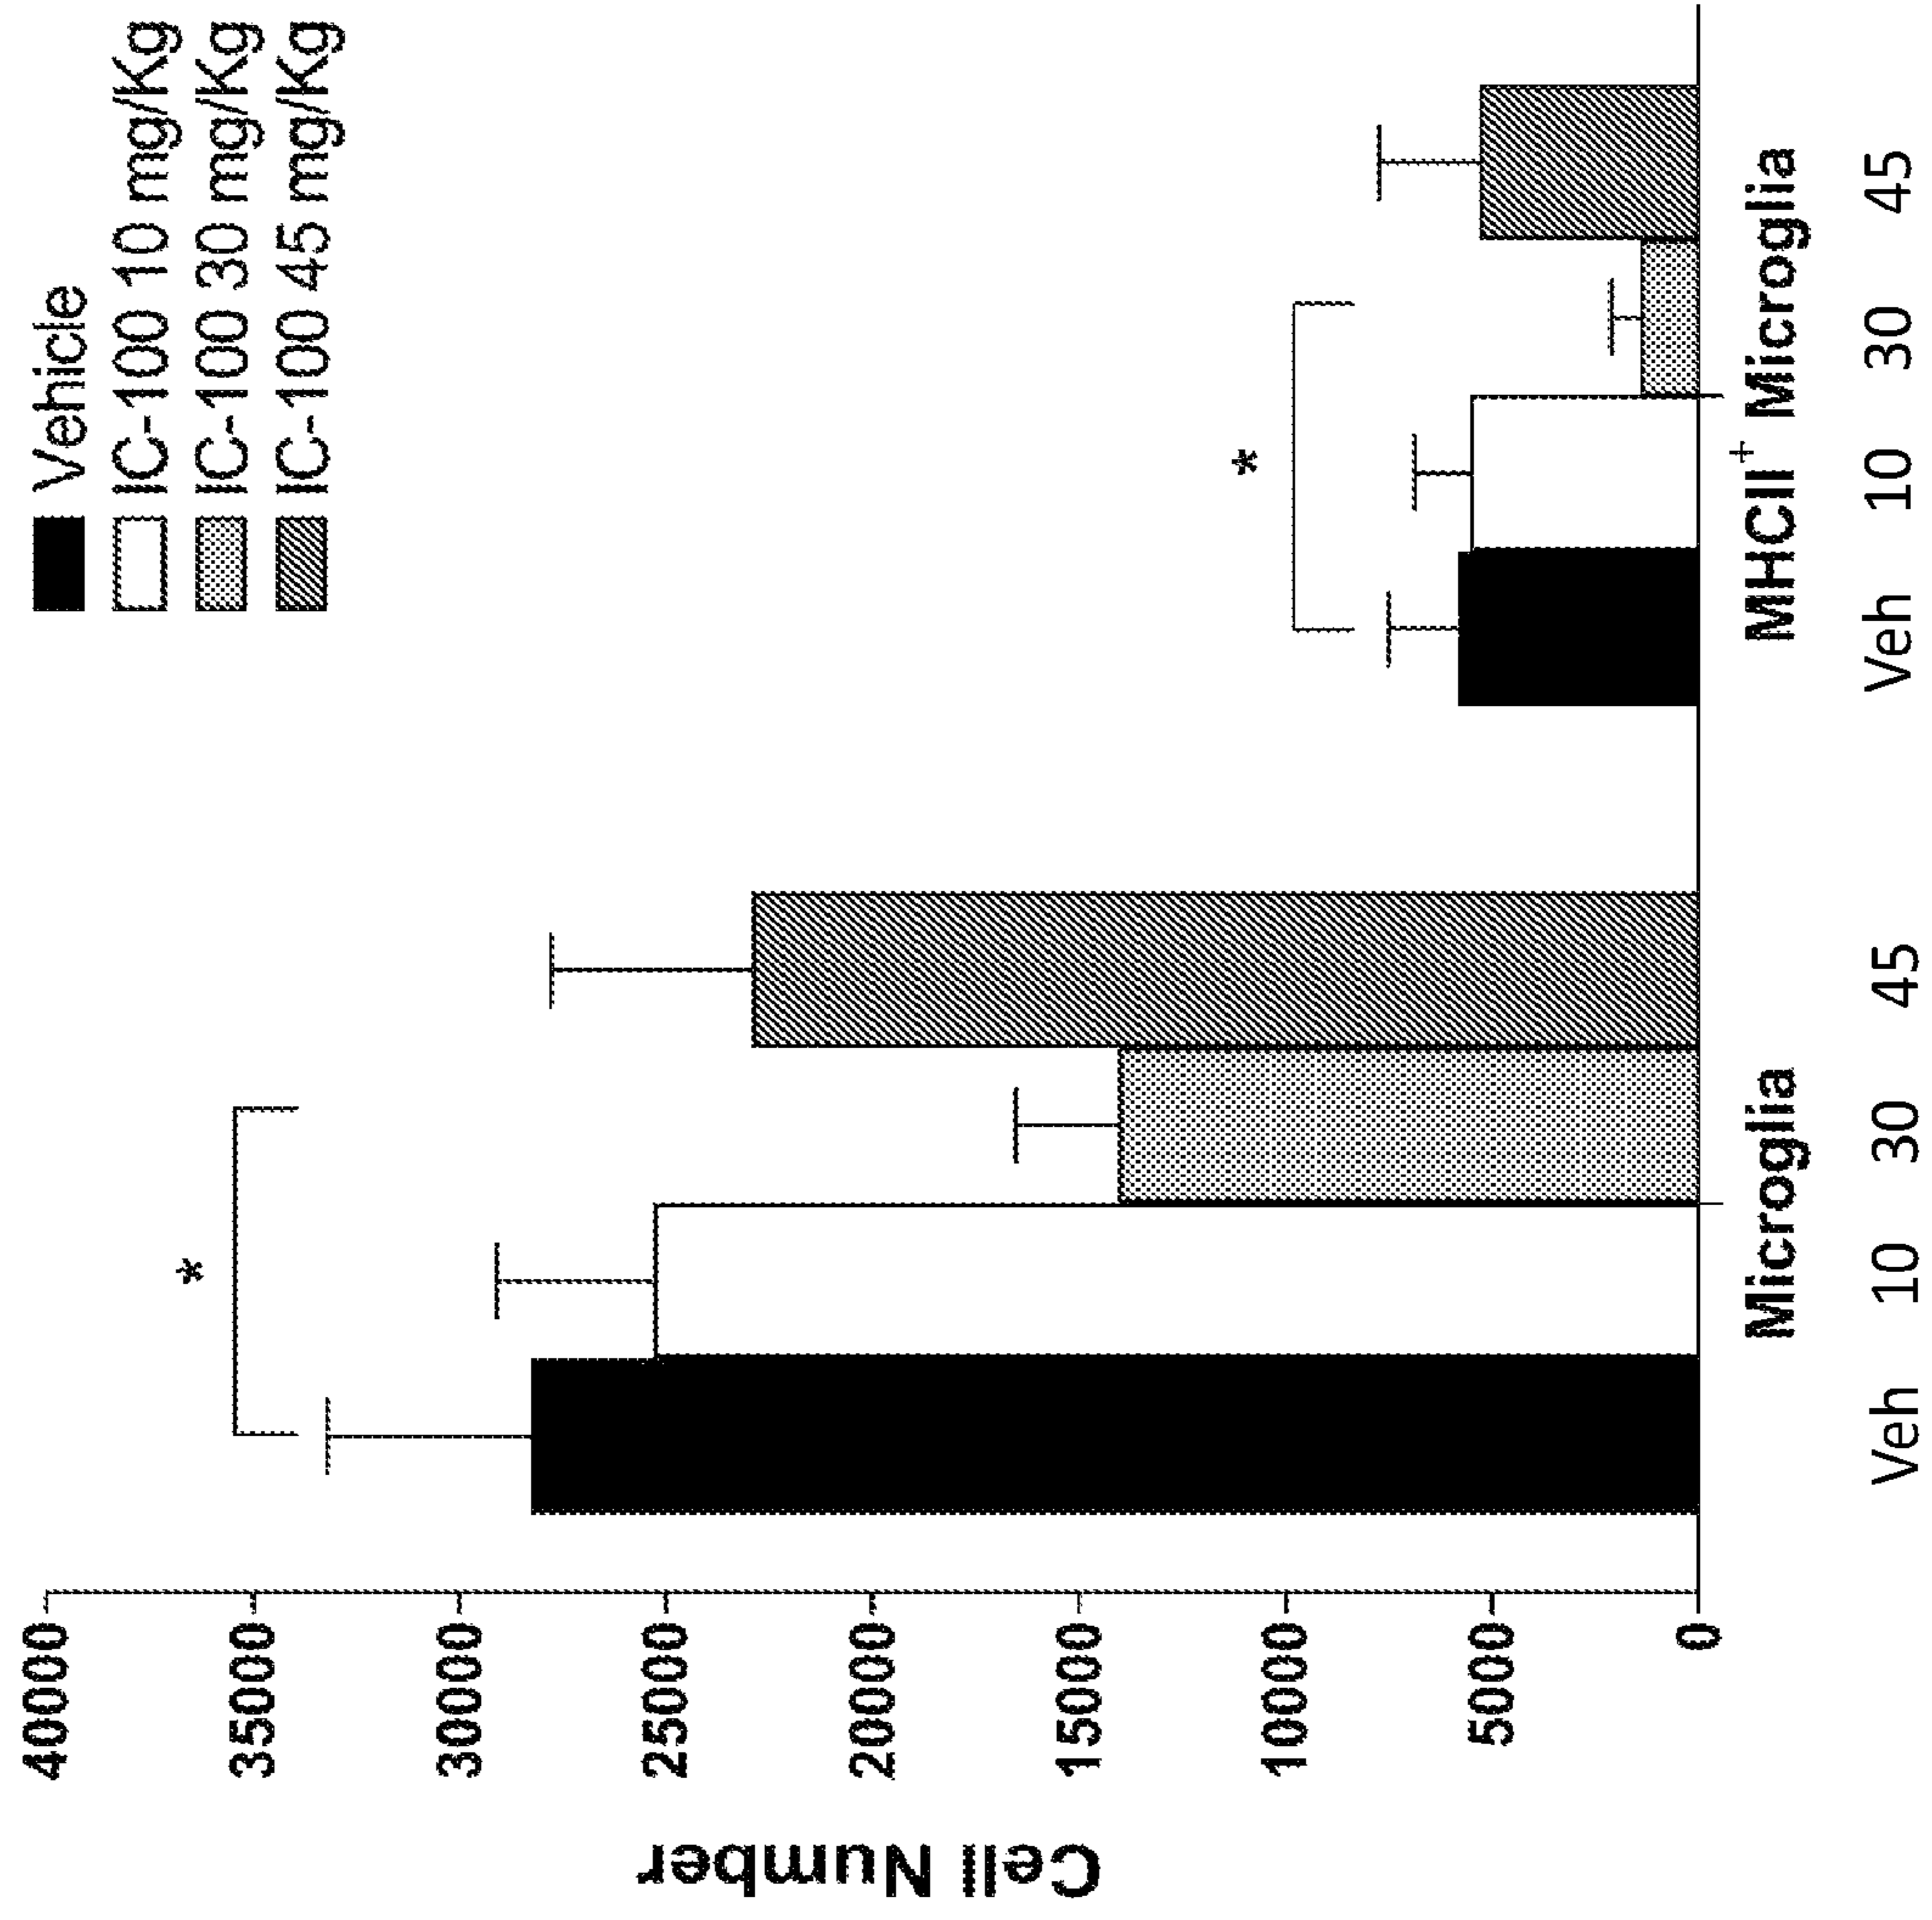 Vehicle
IC-100 10 mg/Kg
IC-100 30 mg/Kg
IC-100 45 mg/Kg
Cell Number
40000
35000
30000
25000
20000
15000
10000
5000
0
*
*
Microglia
MHCII+ Microglia
Veh 10 30 45
Veh 10 30 45